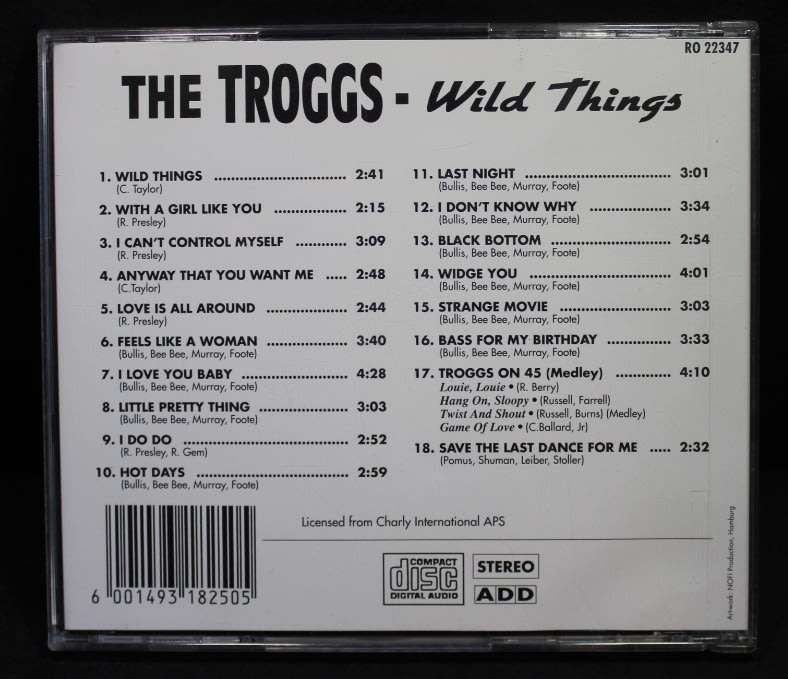 RO 22347
THE TROGGS - Wild Things
1. WILD THINGS ................................ 2:41
(C. Taylor)
2. WITH A GIRL LIKE YOU .................. 2:15
(R. Presley)
3. I CAN'T CONTROL MYSELF ............ 3:09
(R. Presley)
4. ANYWAY THAT YOU WANT ME ..... 2:48
(C.Taylor)
5. LOVE IS ALL AROUND .................... 2:44
(R. Presley)
6. FEELS LIKE A WOMAN .................... 3:40
(Bullis, Bee Bee, Murray, Foote)
7. I LOVE YOU BABY .......................... 4:28
(Bullis, Bee Bee, Murray, Foote)
8. LITTLE PRETTY THING ...................... 3:03
(Bullis, Bee Bee, Murray, Foote)
9. I DO DO ........................................ 2:52
(R. Presley, R. Gem)
10. HOT DAYS ..................................... 2:59
(Bullis, Bee Bee, Murray, Foote)
11. LAST NIGHT ................................... 3:01
(Bullis, Bee Bee, Murray, Foote)
12. I DON'T KNOW WHY .................... 3:34
(Bullis, Bee Bee, Murray, Foote)
13. BLACK BOTTOM ............................. 2:54
(Bullis, Bee Bee, Murray, Foote)
14. WIDGE YOU .................................. 4:01
(Bullis, Bee Bee, Murray, Foote)
15. STRANGE MOVIE ........................... 3:03
(Bullis, Bee Bee, Murray, Foote)
16. BASS FOR MY BIRTHDAY ............... 3:33
(Bullis, Bee Bee, Murray, Foote)
17. TROGGS ON 45 (Medley) ............. 4:10
Louie, Louie • (R. Berry)
Hang On, Sloopy • (Russell, Farrell)
Twist And Shout • (Russell, Burns) (Medley)
Game Of Love • (C.Ballard, Jr)
18. SAVE THE LAST DANCE FOR ME ..... 2:32
(Pomus, Shuman, Leiber, Stoller)
Licensed from Charly International APS
6 001493 182505
COMPACT
disc
DIGITAL AUDIO
STEREO
ADD
Artwork: NOFI Production, Hamburg